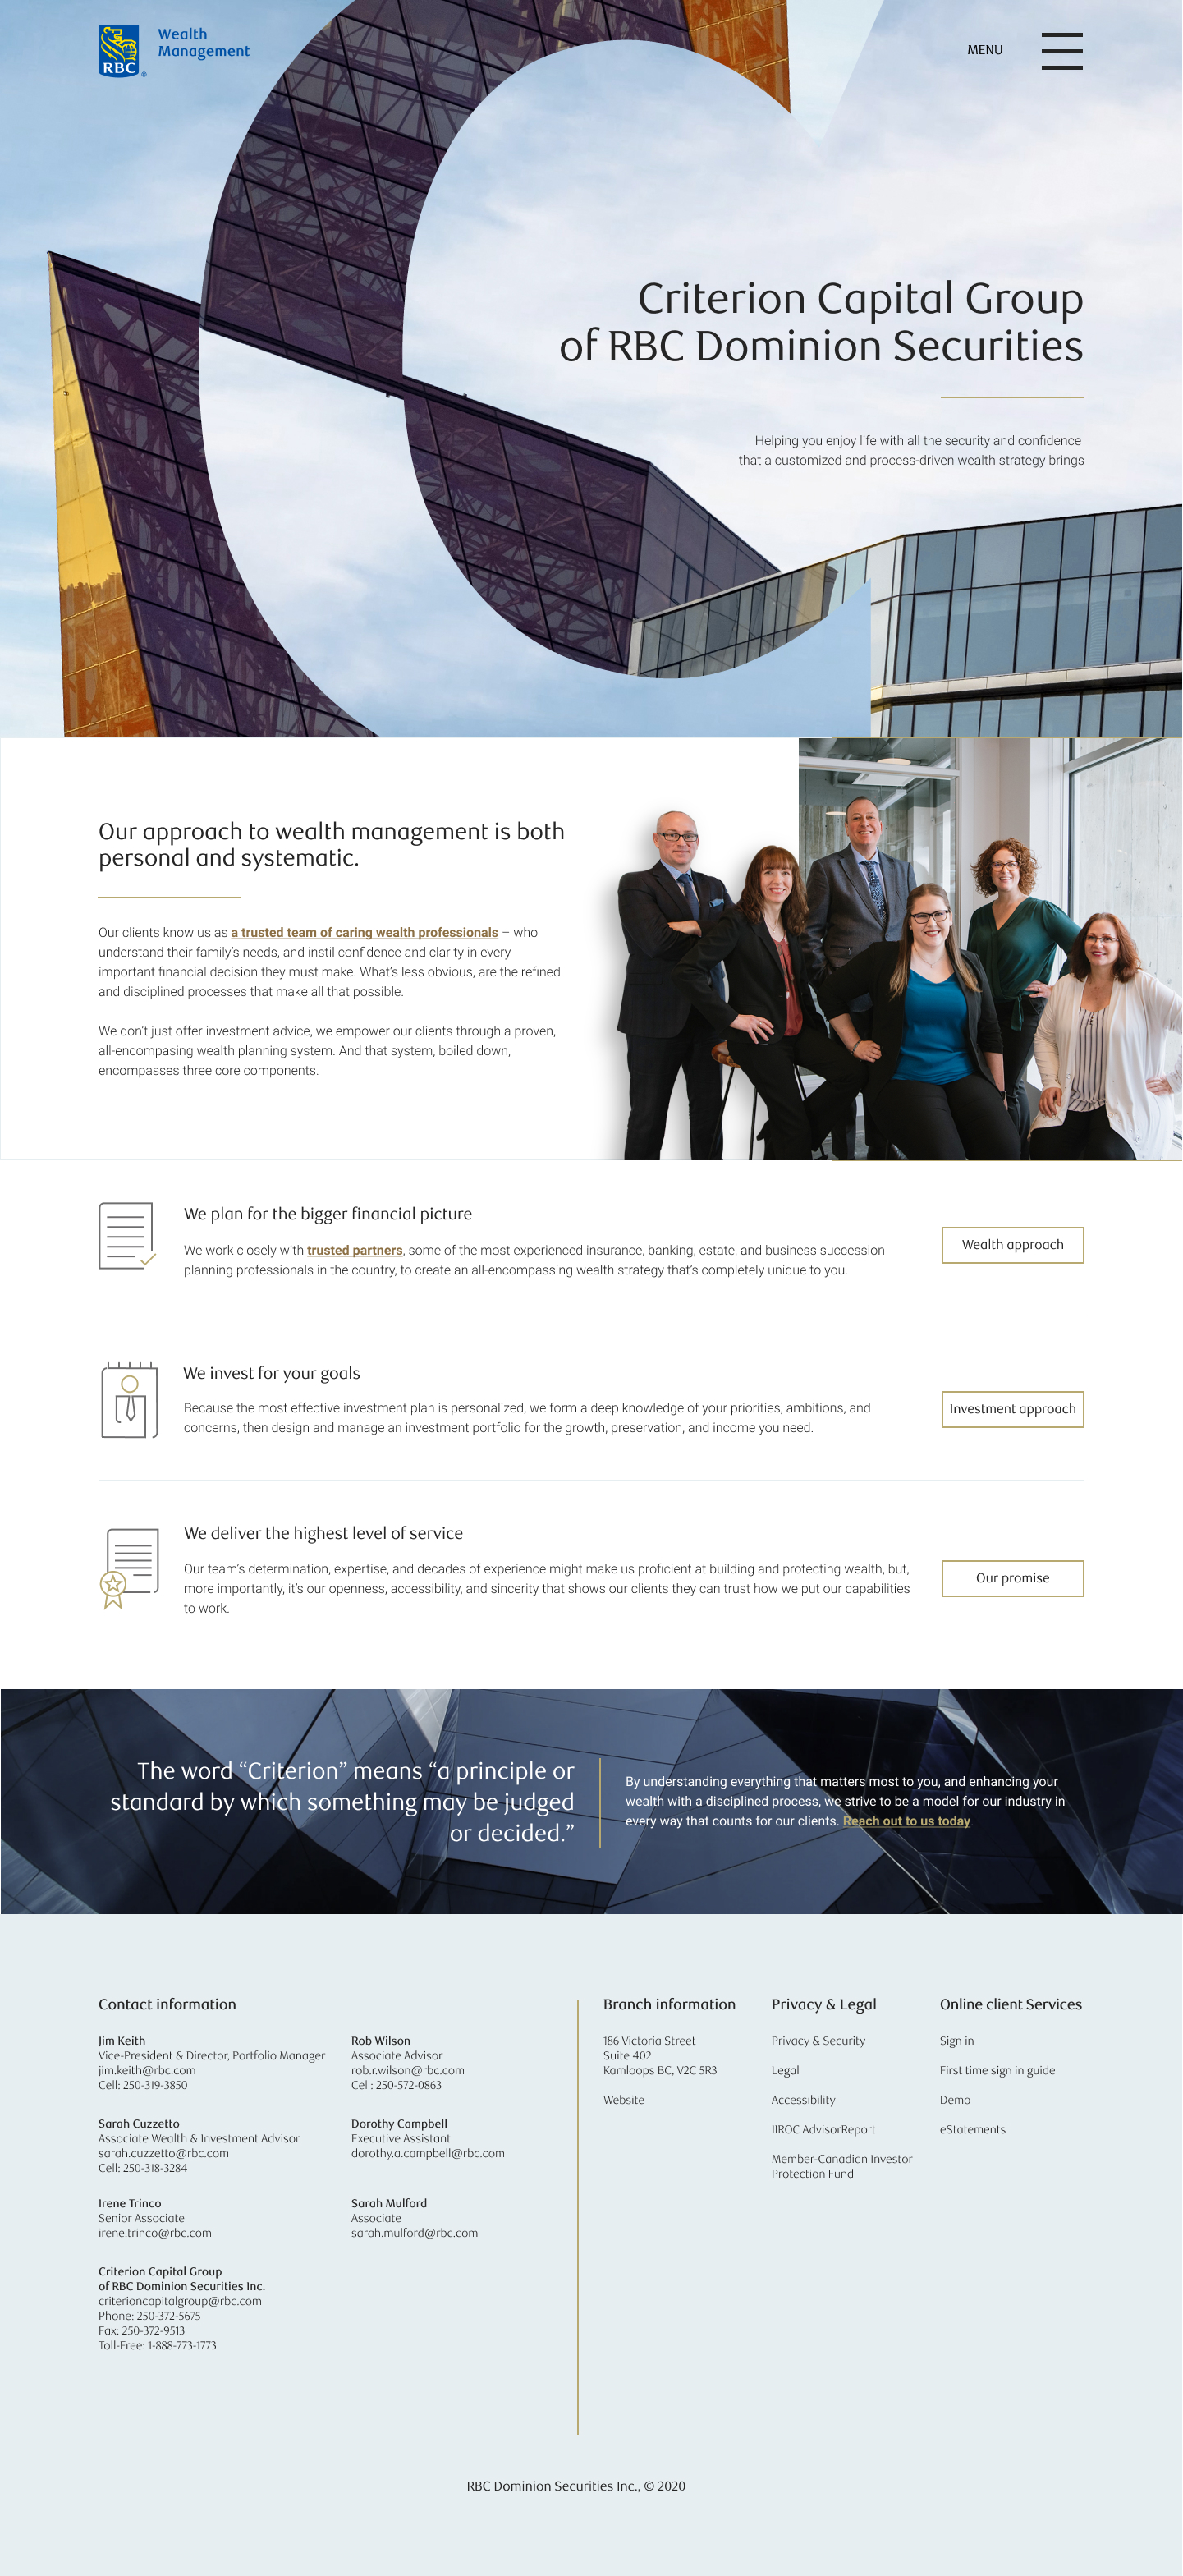 RBC
®
Wealth
Management
MENU
Criterion Capital Group
of RBC Dominion Securities
Helping you enjoy life with all the security and confidence
that a customized and process-driven wealth strategy brings
Our approach to wealth management is both
personal and systematic.
Our clients know us as a trusted team of caring wealth professionals – who
understand their family's needs, and instil confidence and clarity in every
important financial decision they must make. What's less obvious, are the refined
and disciplined processes that make all that possible.
We don't just offer investment advice, we empower our clients through a proven,
all-encompasing wealth planning system. And that system, boiled down,
encompasses three core components.
We plan for the bigger financial picture
We work closely with trusted partners, some of the most experienced insurance, banking, estate, and business succession
planning professionals in the country, to create an all-encompassing wealth strategy that's completely unique to you.
Wealth approach
We invest for your goals
Because the most effective investment plan is personalized, we form a deep knowledge of your priorities, ambitions, and
concerns, then design and manage an investment portfolio for the growth, preservation, and income you need.
Investment approach
We deliver the highest level of service
Our team's determination, expertise, and decades of experience might make us proficient at building and protecting wealth, but,
more importantly, it's our openness, accessibility, and sincerity that shows our clients they can trust how we put our capabilities
to work.
Our promise
The word “Criterion” means “a principle or
standard by which something may be judged
or decided.”
By understanding everything that matters most to you, and enhancing your
wealth with a disciplined process, we strive to be a model for our industry in
every way that counts for our clients. Reach out to us today.
Contact information
Jim Keith
Vice-President & Director, Portfolio Manager
jim.keith@rbc.com
Cell: 250-319-3850
Rob Wilson
Associate Advisor
rob.r.wilson@rbc.com
Cell: 250-572-0863
Sarah Cuzzetto
Associate Wealth & Investment Advisor
sarah.cuzzetto@rbc.com
Cell: 250-318-3284
Dorothy Campbell
Executive Assistant
dorothy.a.campbell@rbc.com
Irene Trinco
Senior Associate
irene.trinco@rbc.com
Sarah Mulford
Associate
sarah.mulford@rbc.com
Criterion Capital Group
of RBC Dominion Securities Inc.
criterioncapitalgroup@rbc.com
Phone: 250-372-5675
Fax: 250-372-9513
Toll-Free: 1-888-773-1773
Branch information
186 Victoria Street
Suite 402
Kamloops BC, V2C 5R3
Website
Privacy & Legal
Privacy & Security
Legal
Accessibility
IIROC AdvisorReport
Member-Canadian Investor
Protection Fund
Online client Services
Sign in
First time sign in guide
Demo
eStatements
RBC Dominion Securities Inc., © 2020